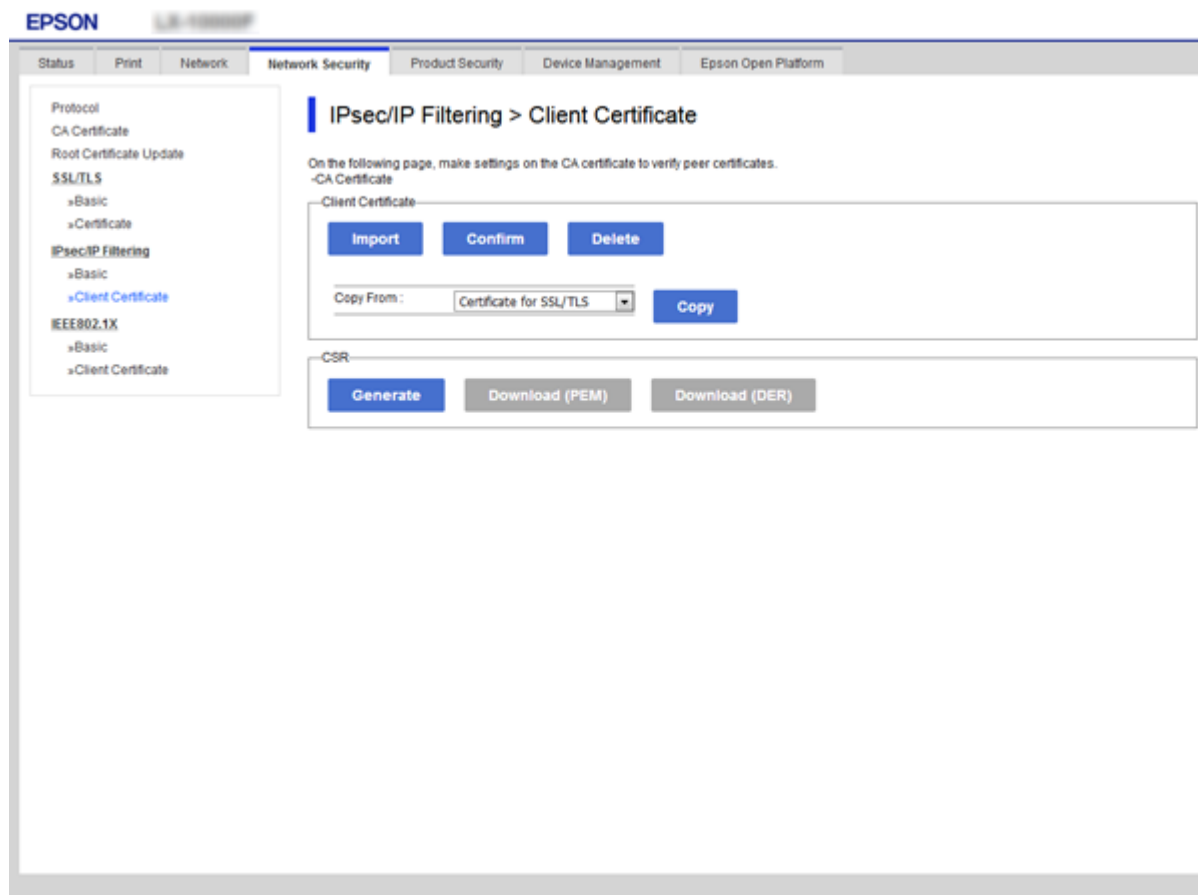 EPSON
Status Print Network Network Security Product Security Device Management Epson Open Platform
Protocol
CA Certificate
Root Certificate Update
SSL/TLS
»Basic
»Certificate
IPsec/IP Filtering
»Basic
»Client Certificate
IEEE802.1X
»Basic
»Client Certificate
IPsec/IP Filtering > Client Certificate
On the following page, make settings on the CA certificate to verify peer certificates.
-CA Certificate
Client Certificate
Import Confirm Delete
Copy From : Certificate for SSL/TLS Copy
CSR
Generate Download (PEM) Download (DER)